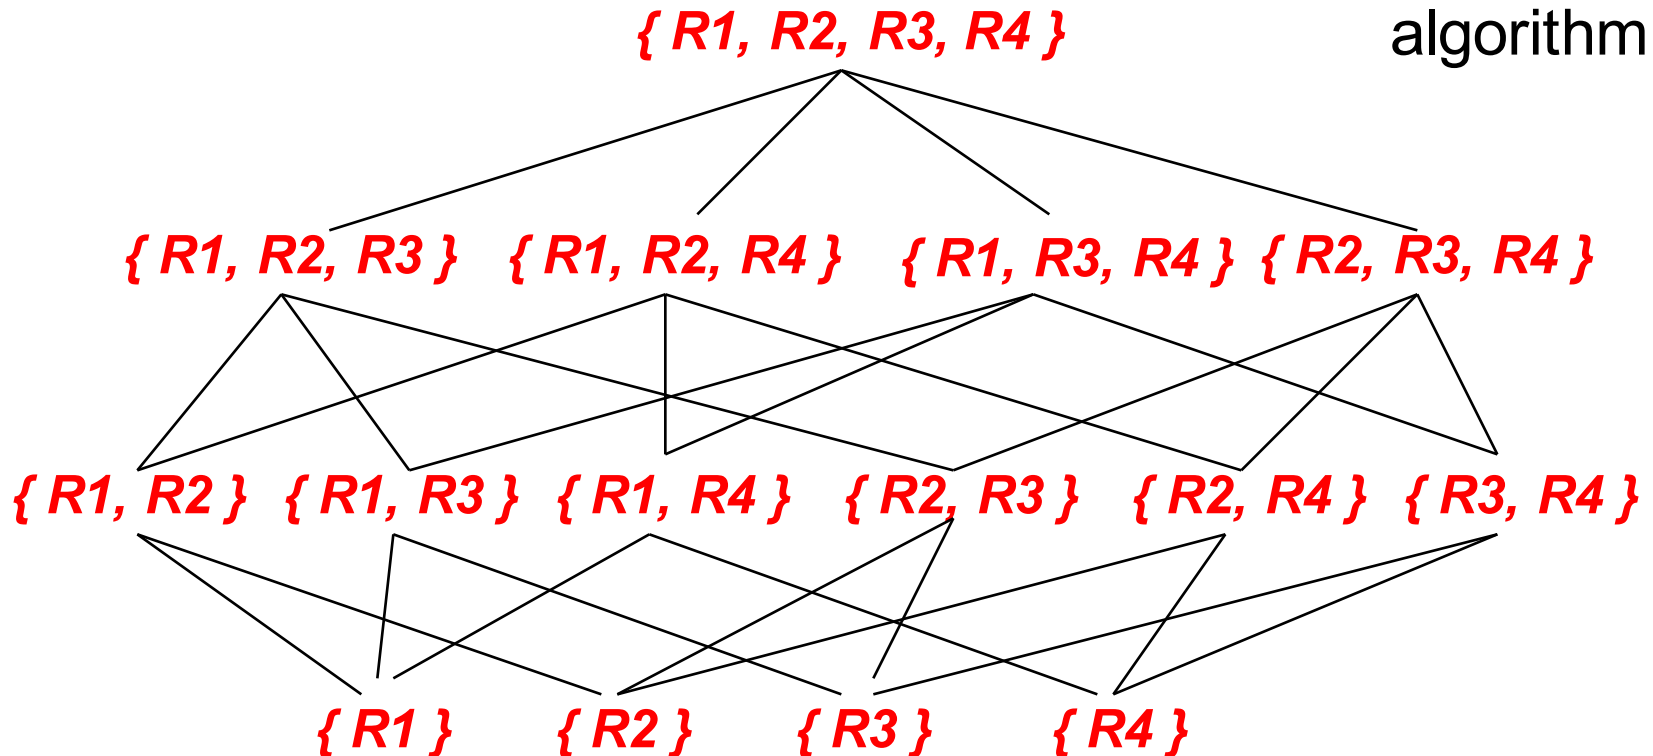 { R1, R2, R3, R4 }
algorithm
{ R1, R2, R3 }
{ R1, R2, R4 }
{ R1, R3, R4 }
{ R2, R3, R4 }
{ R1, R2 }
{ R1, R3 }
{ R1, R4 }
{ R2, R3 }
{ R2, R4 }
{ R3, R4 }
{ R1 }
{ R2 }
{ R3 }
{ R4 }